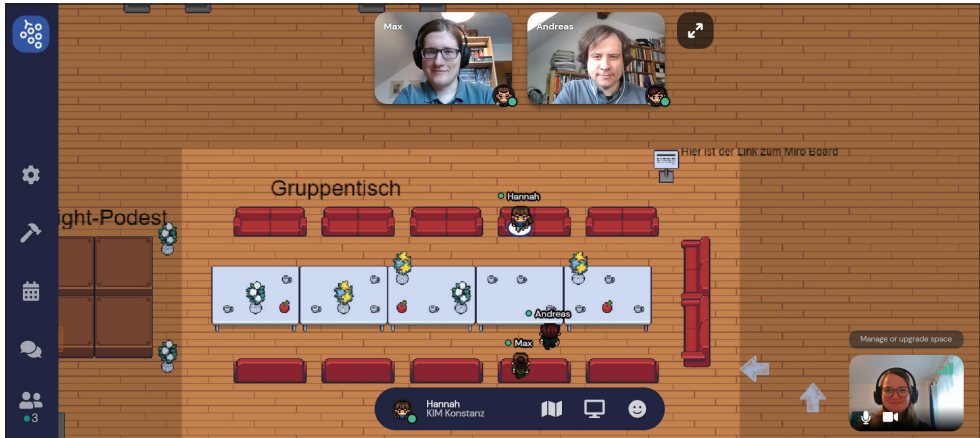 Max
Andreas
Hier ist der Link zum Miro Board
Gruppentisch
Hannah
ight-Podest
Andreas
Max
Manage or upgrade space
Hannah
KIM Konstanz
3